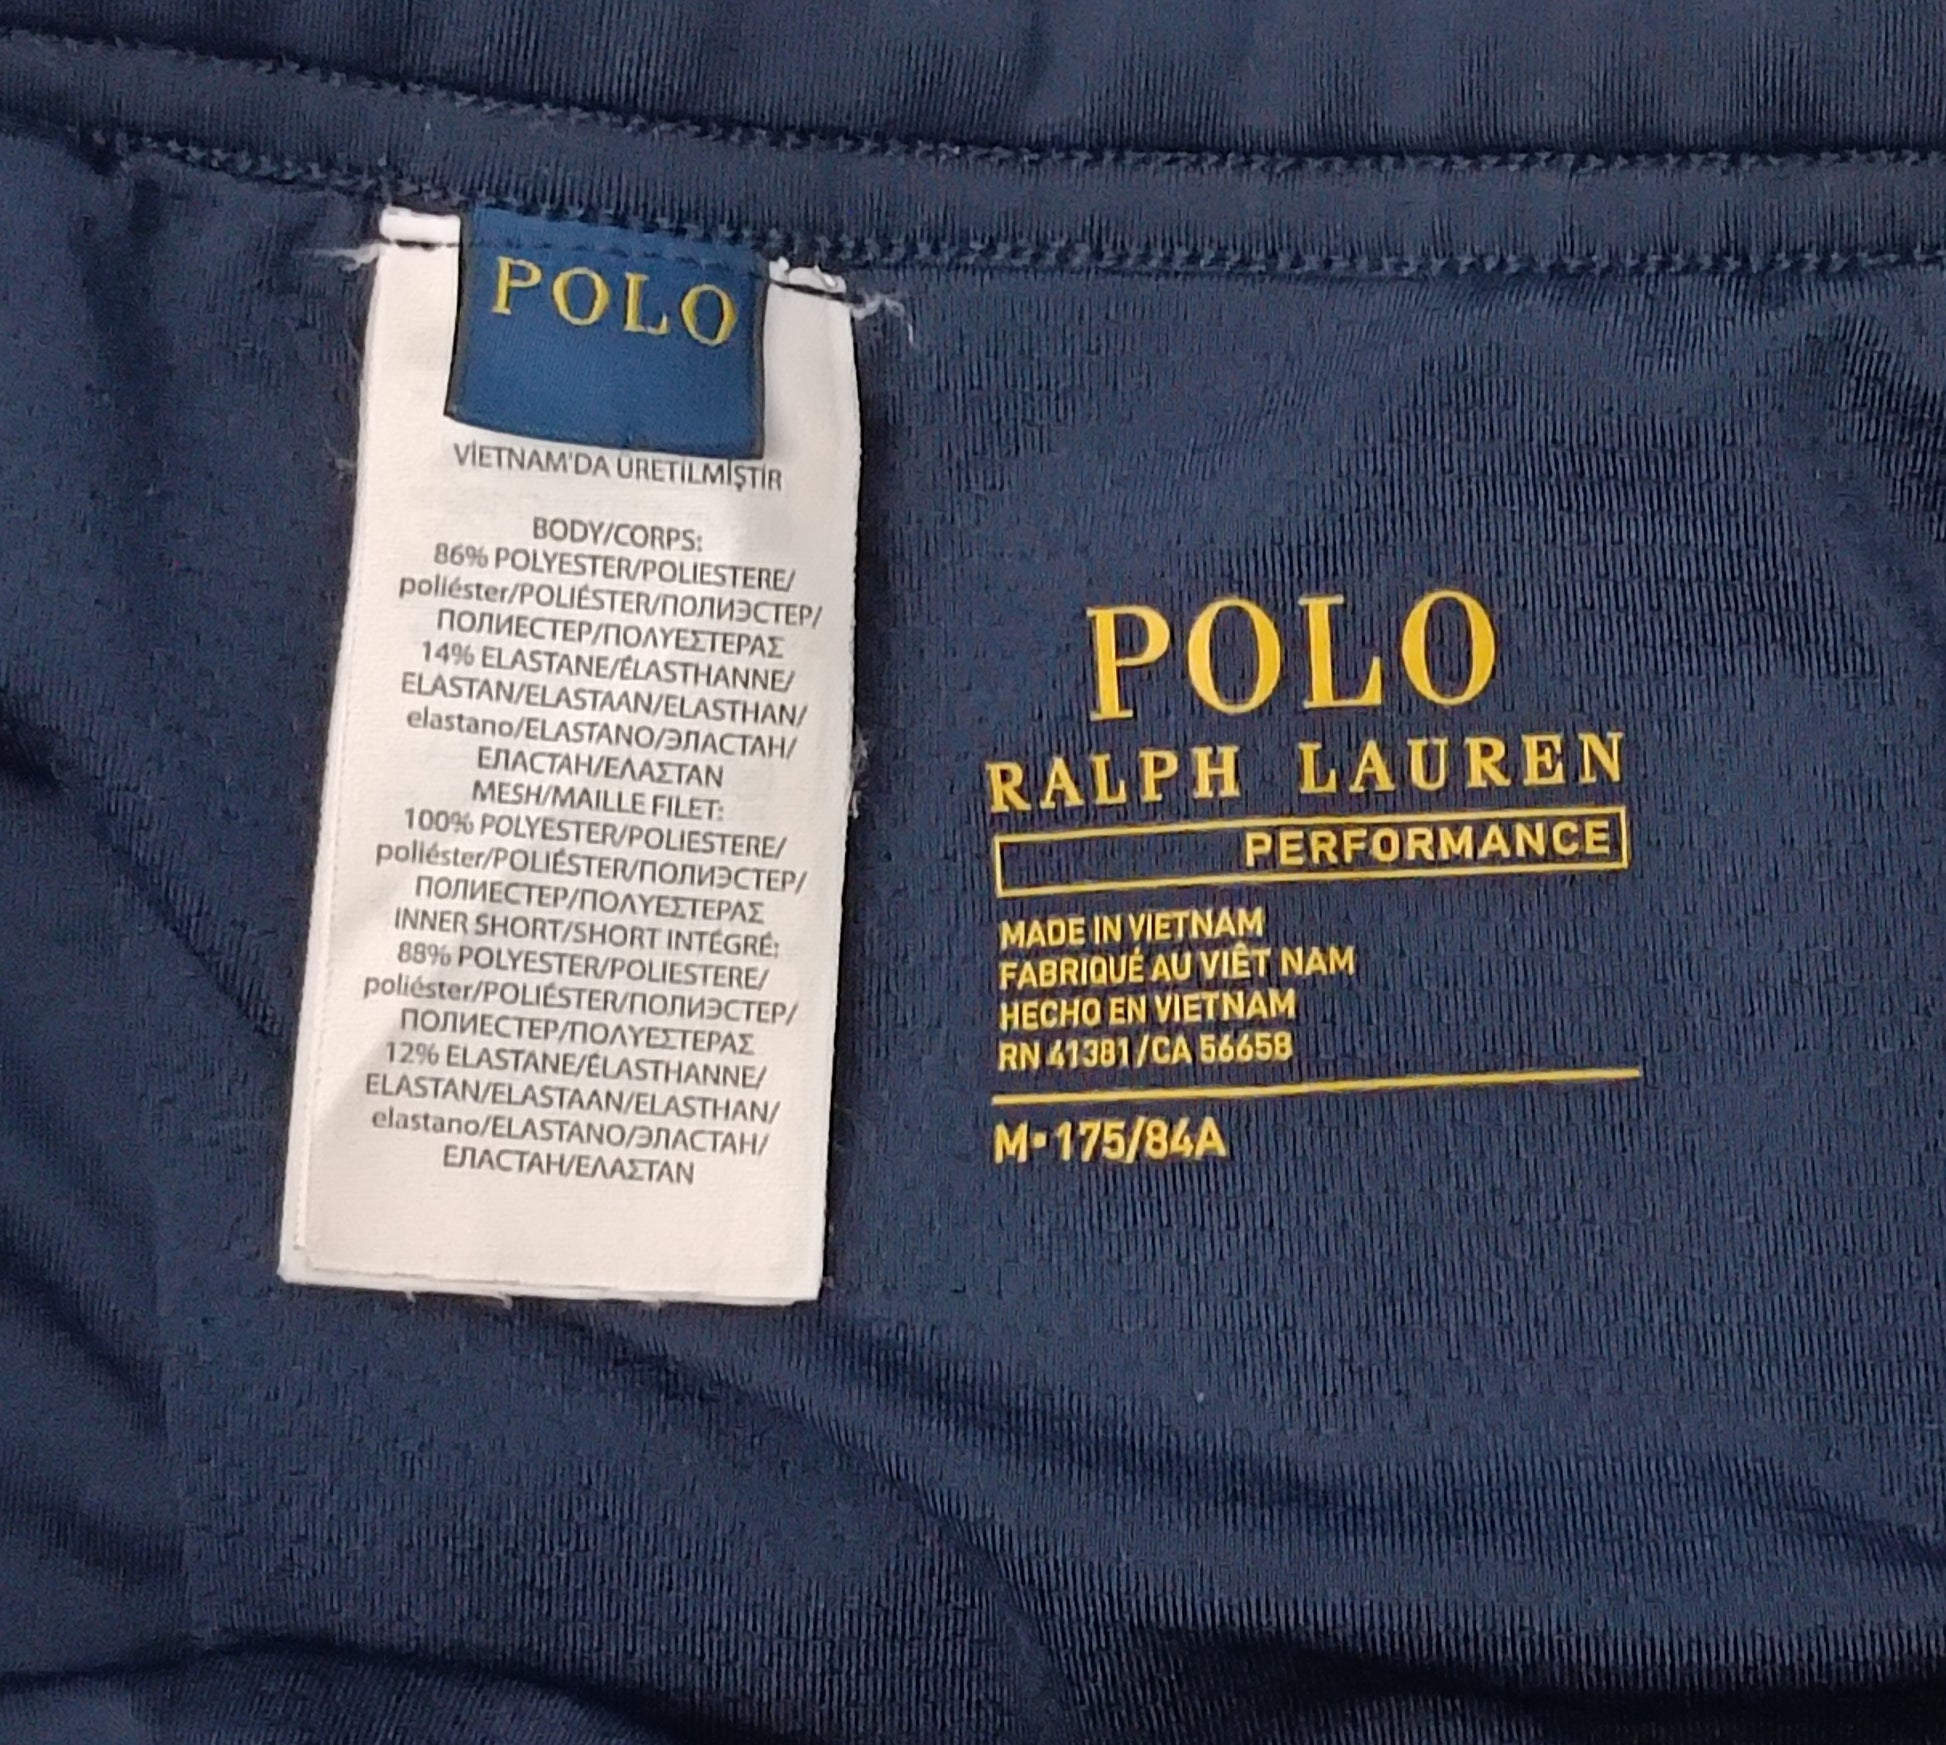 POLO
VİETNAM'DA ÜRETILMİŞTİR
BODY/CORPS:
86% POLYESTER/POLIESTERE/
poliéster/POLIÉSTER/ПОЛИЭСТЕР/
ПОЛИЕСТЕР/ΠΟΛΥΕΣΤΕΡΑΣ
14% ELASTANE/ÉLASTHANNE/
ELASTAN/ELASTAAN/ELASTHAN/
elastano/ELASTANO/ЭЛАСТАН/
ЕЛАСТАН/ΕΛΑΣΤΑΝ
MESH/MAILLE FILET:
100% POLYESTER/POLIESTERE/
poliéster/POLIÉSTER/ПОЛИЭСТЕР/
ПОЛИЕСТЕР/ΠΟΛΥΕΣΤΕΡΑΣ
INNER SHORT/SHORT INTÉGRÉ:
88% POLYESTER/POLIESTERE/
poliéster/POLIÉSTER/ПОЛИЭСТЕР/
ПОЛИЕСТЕР/ΠΟΛΥΕΣΤΕΡΑΣ
12% ELASTANE/ÉLASTHANNE/
ELASTAN/ELASTAAN/ELASTHAN/
elastano/ELASTANO/ЭЛАСТАН/
ЕЛАСТАН/ΕΛΑΣΤΑΝ
POLO
RALPH LAUREN
PERFORMANCE
MADE IN VIETNAM
FABRIQUÉ AU VIÊT NAM
HECHO EN VIETNAM
RN 41381/CA 56658
M▪175/84A